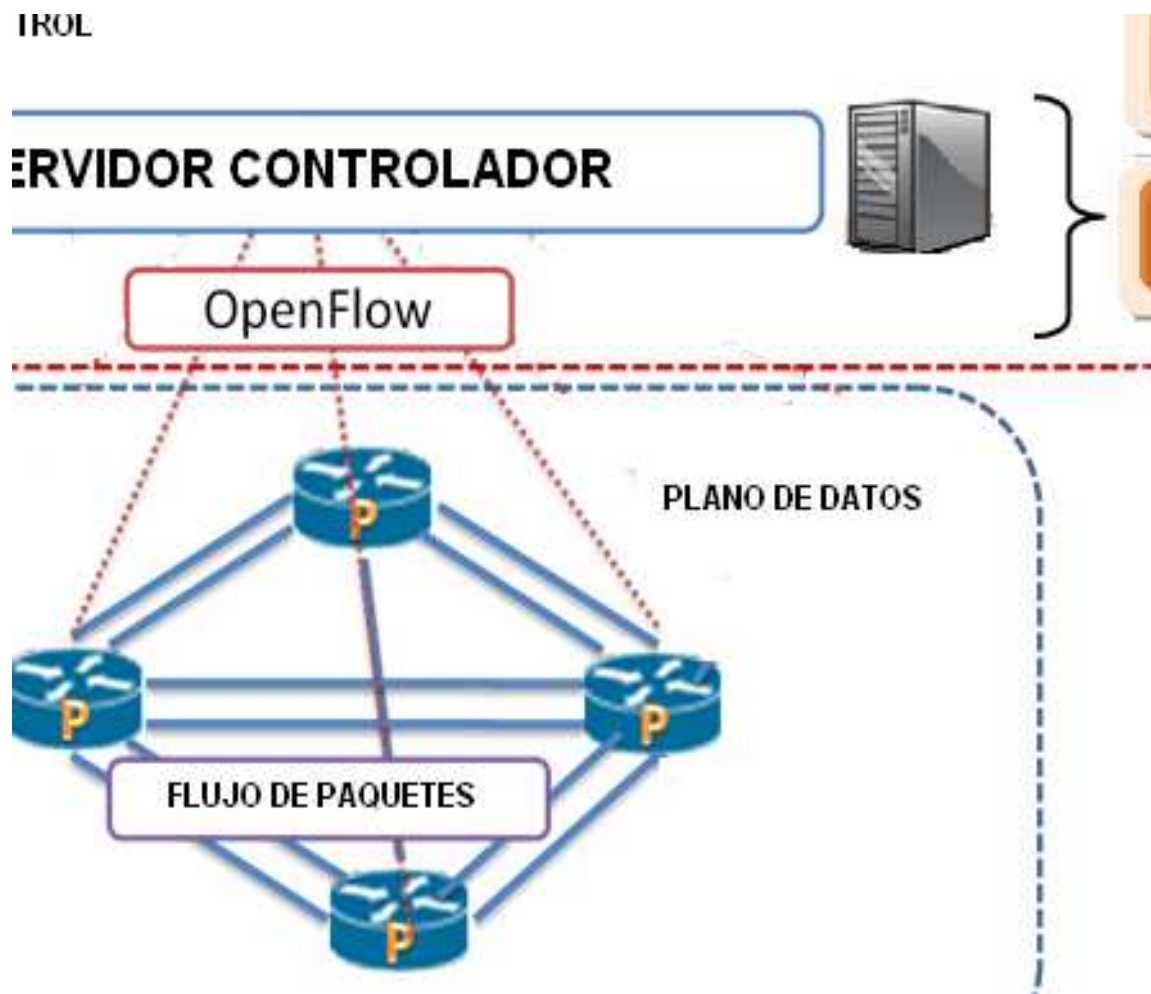 TROL
ERVIDOR CONTROLADOR
OpenFlow
PLANO DE DATOS
P
P
P
FLUJO DE PAQUETES
P